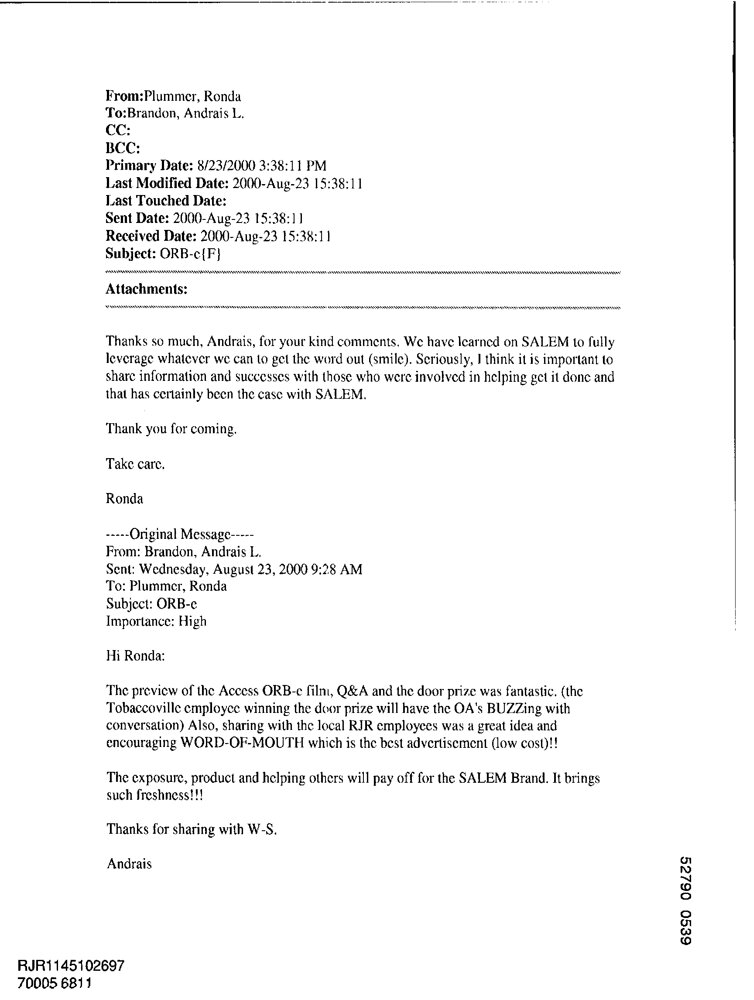 From:Plummer, Ronda
To:Brandon, Andrais L.
CC:
BCC:
Primary Date: 8/23/2000 3:38:11 PM
Last Modified Date: 2000-Aug-23 15:38:11
Last Touched Date:
Sent Date: 2000-Aug-23 15:38:11
Received Date: 2000-Aug-23 15:38:11
Subject: ORB-e{F}
Attachments:
Thanks so much, Andrais, for your kind comments. We have learned on SALEM to fully
leverage whatever we can to get the word out (smile). Seriously, I think it is important to
share information and successes with those who were involved in helping get it done and
that has certainly been the case with SALEM.
Thank you for coming.
Take care.
Ronda
-----Original Message-----
From: Brandon, Andrais L.
Sent: Wednesday, August 23, 2000 9:28 AM
To: Plummer, Ronda
Subject: ORB-e
Importance: High
Hi Ronda:
The preview of the Access ORB-e film, Q&A and the door prize was fantastic. (the
Tobaccoville employee winning the door prize will have the OA's BUZZing with
conversation) Also, sharing with the local RJR employees was a great idea and
encouraging WORD-OF-MOUTH which is the best advertisement (low cost)!!
The exposure, product and helping others will pay off for the SALEM Brand. It brings
such freshness!!!
Thanks for sharing with W-S.
Andrais
52790 0539
RJR1145102697
70005 6811